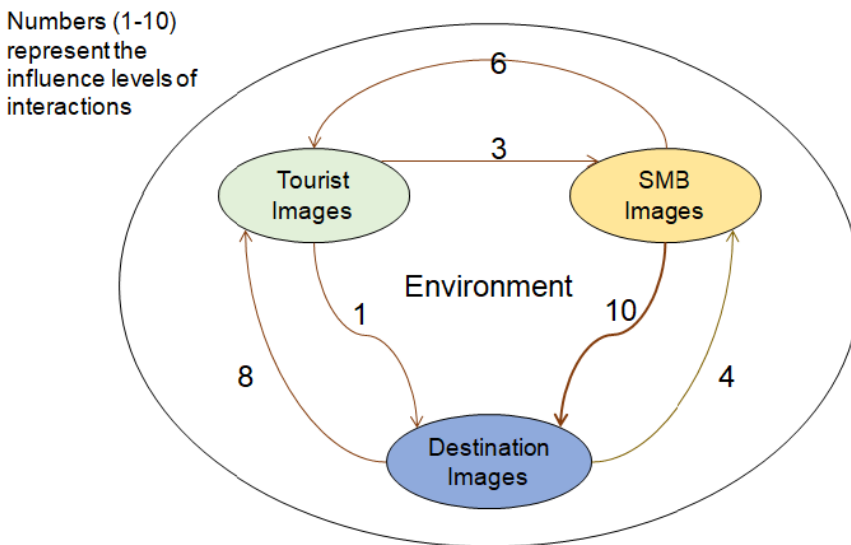 Numbers (1-10)
represent the
influence levels of
interactions
6
3
Tourist
Images
SMB
Images
Environment
1
10
8
4
Destination
Images